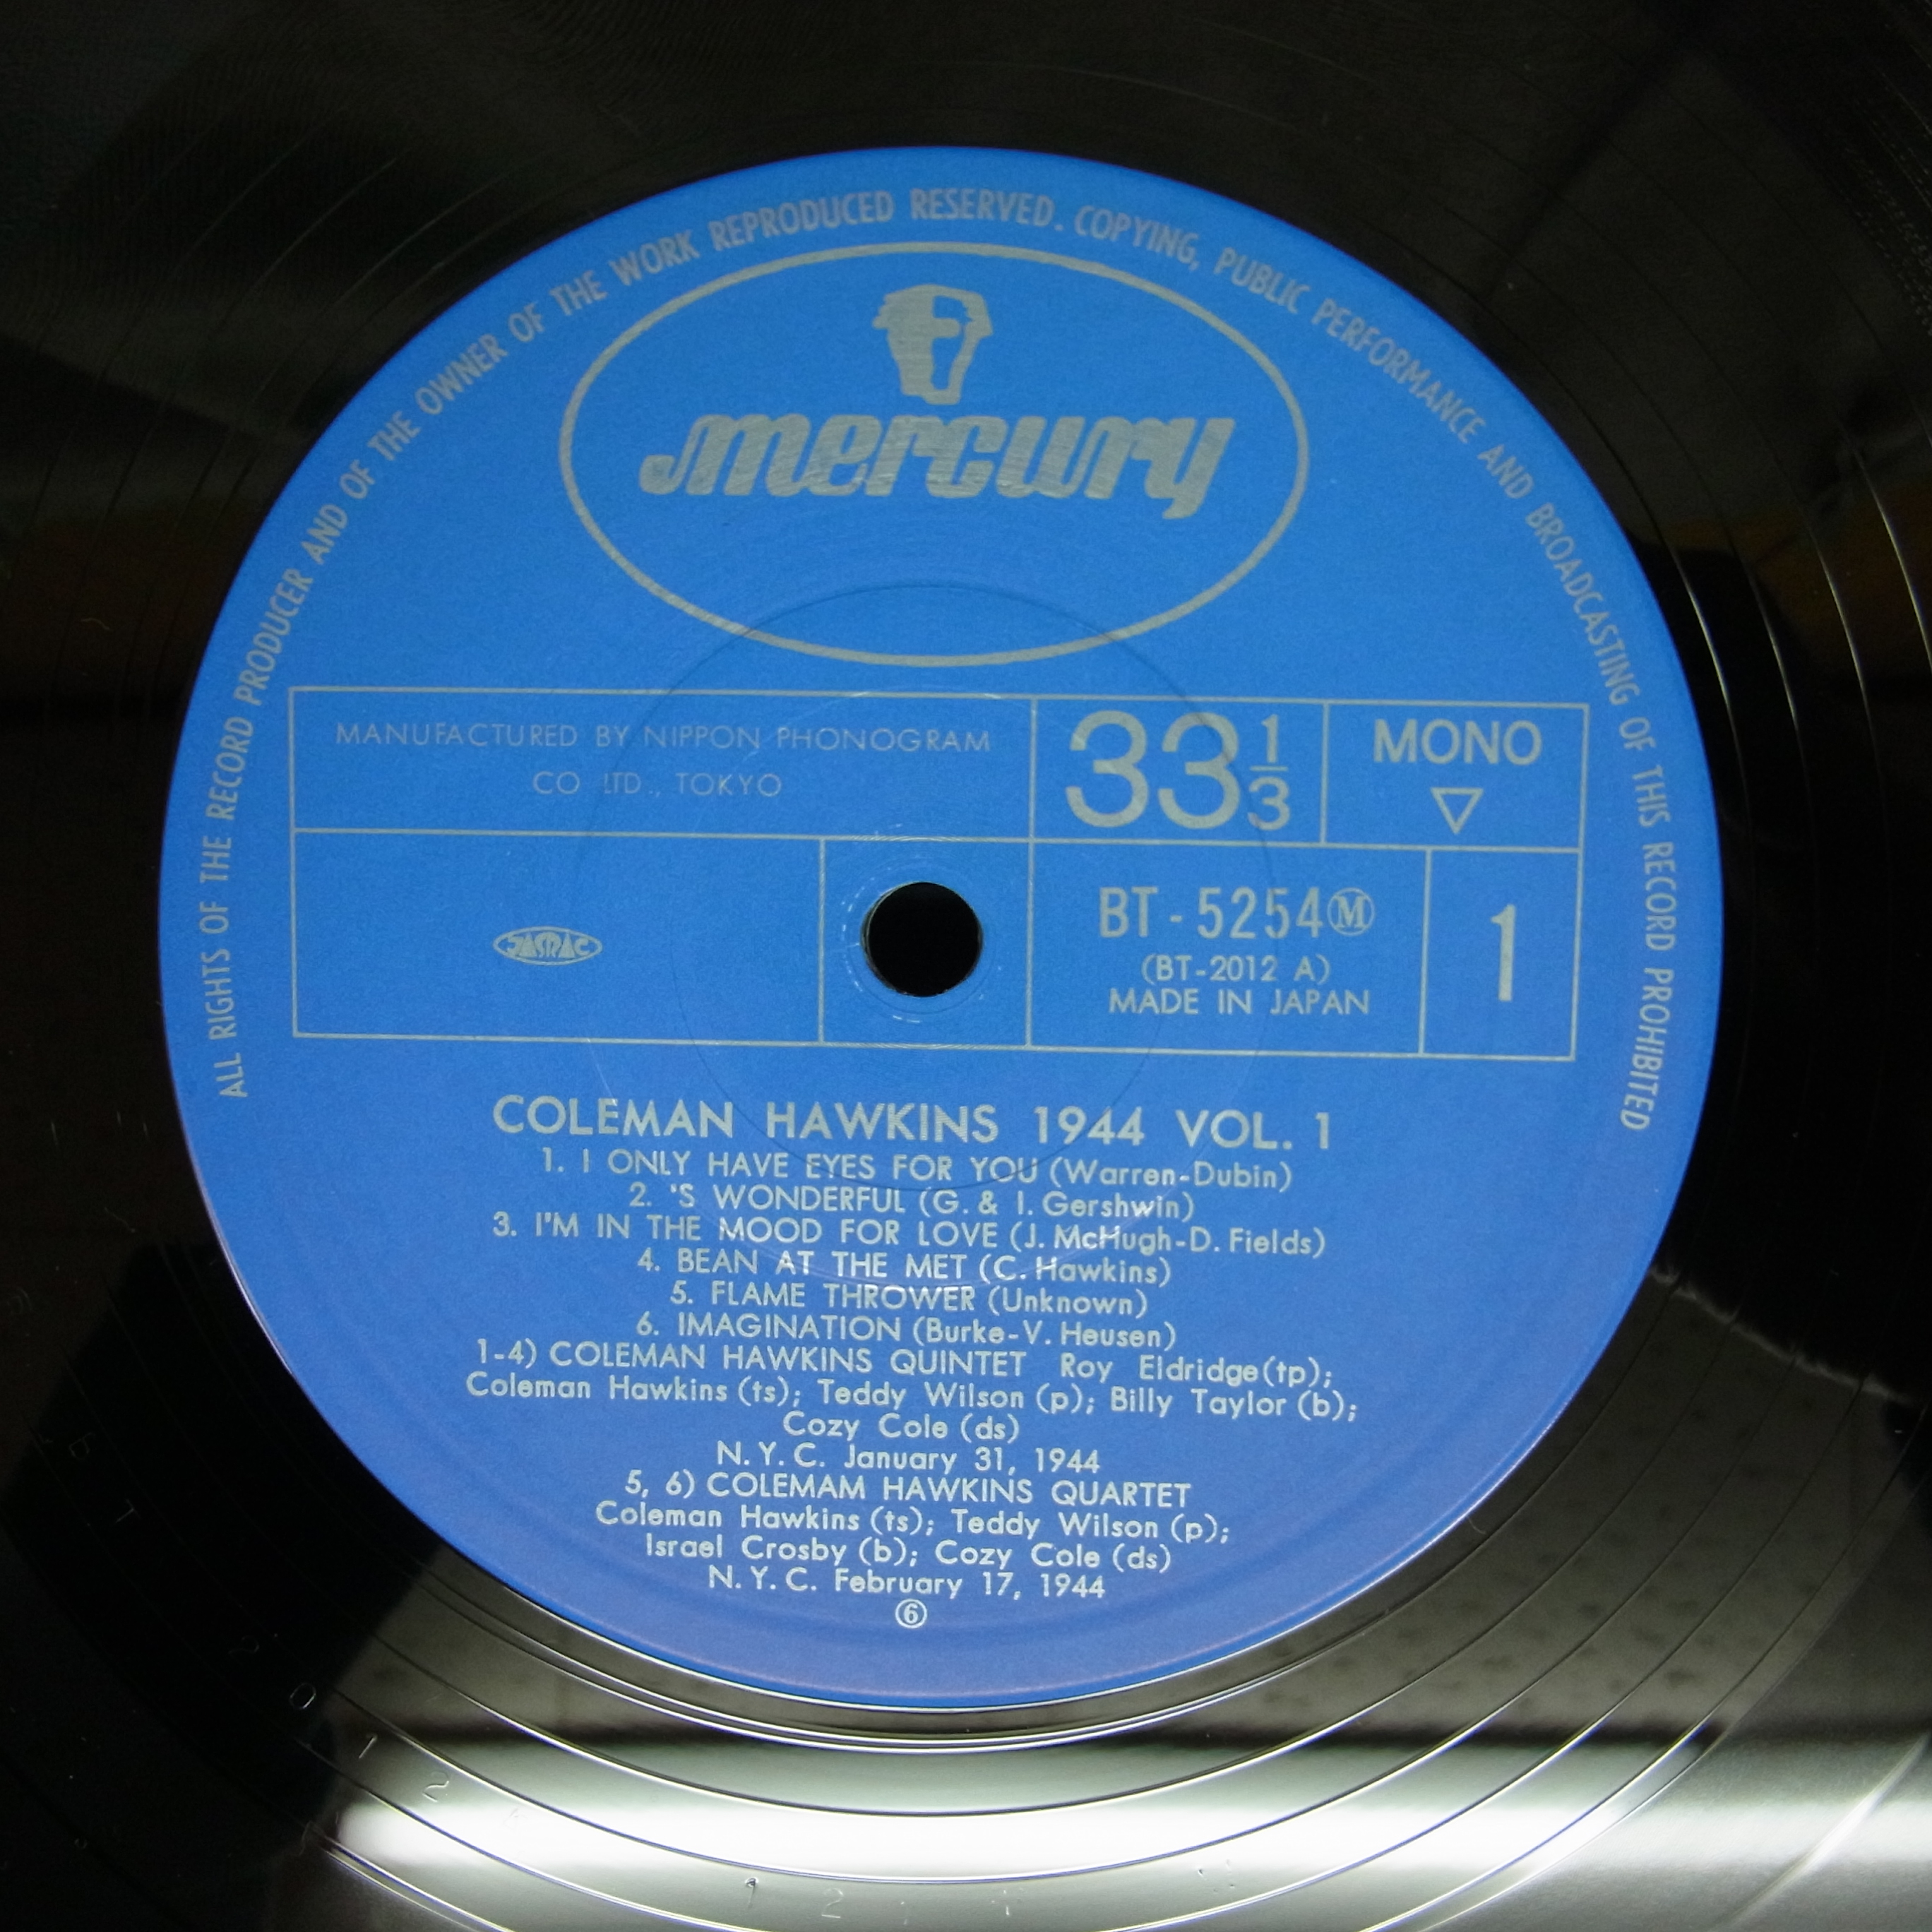 ALL RIGHTS OF THE RECORD PRODUCER AND OF THE OWNER OF THE WORK REPRODUCED RESERVED. COPYING, PUBLIC PERFORMANCE AND BROADCASTING OF THIS RECORD PROHIBITED
mercury
MANUFACTURED BY NIPPON PHONOGRAM
CO LTD., TOKYO
33 1/3
MONO
▽
JASRAC
BT-5254Ⓜ
(BT-2012 A)
MADE IN JAPAN
1
COLEMAN HAWKINS 1944 VOL. 1
1. I ONLY HAVE EYES FOR YOU (Warren-Dubin)
2. 'S WONDERFUL (G. & I. Gershwin)
3. I'M IN THE MOOD FOR LOVE (J. McHugh-D. Fields)
4. BEAN AT THE MET (C. Hawkins)
5. FLAME THROWER (Unknown)
6. IMAGINATION (Burke-V. Heusen)
1-4) COLEMAN HAWKINS QUINTET Roy Eldridge(tp);
Coleman Hawkins (ts); Teddy Wilson (p); Billy Taylor (b);
Cozy Cole (ds)
N.Y.C. January 31, 1944
5, 6) COLEMAM HAWKINS QUARTET
Coleman Hawkins (ts); Teddy Wilson (p);
Israel Crosby (b); Cozy Cole (ds)
N.Y.C. February 17, 1944
⑥